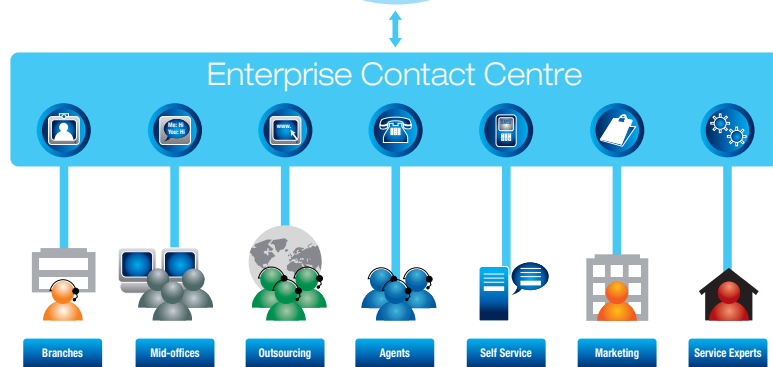 Enterprise Contact Centre
Me: Hi
You: Hi
www.
Branches
Mid-offices
Outsourcing
Agents
Self Service
Marketing
Service Experts